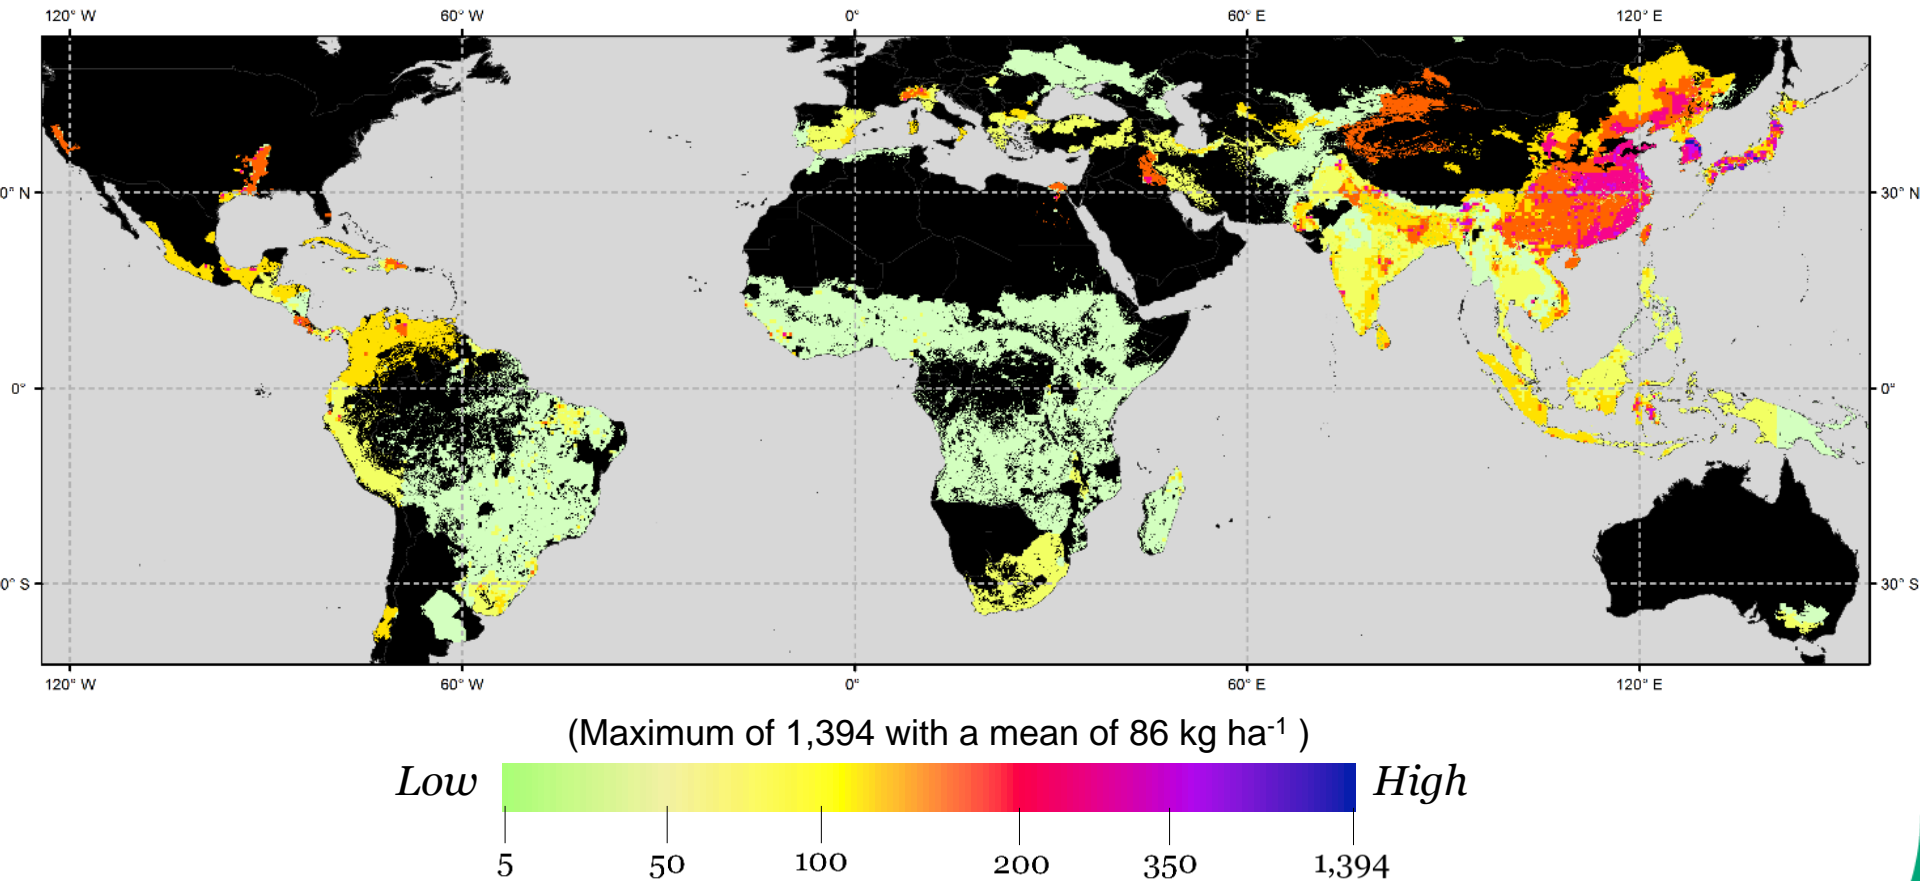 120° W 60° W 0° 60° E 120° E
0° N 30° N
0° 0°
0° S 30° S
120° W 60° W 0° 60° E 120° E
(Maximum of 1,394 with a mean of 86 kg ha⁻¹ )
Low High
5 50 100 200 350 1,394